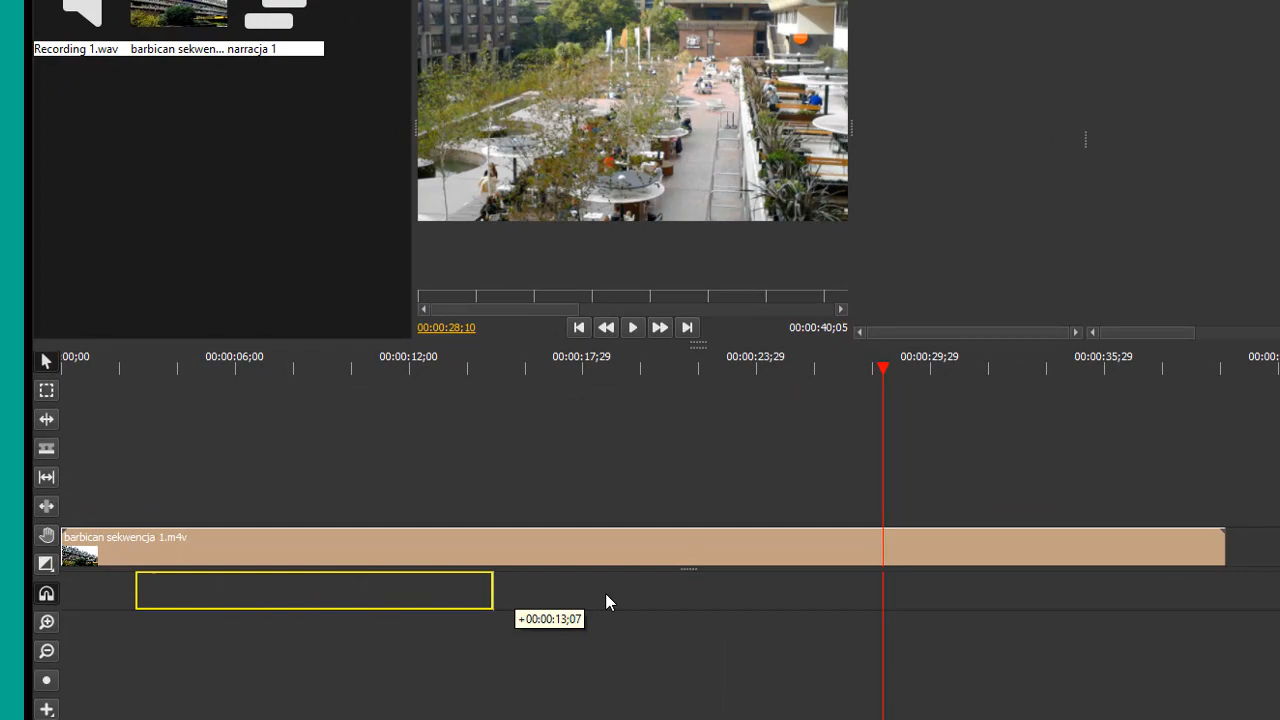 Recording 1.wav barbican sekwen... narracja 1
00:00:28;10
00:00:40;05
00;00 00:00:06;00 00:00:12;00 00:00:17;29 00:00:23;29 00:00:29;29 00:00:35;29 00:00:
barbican sekwencja 1.m4v
+00:00:13;07